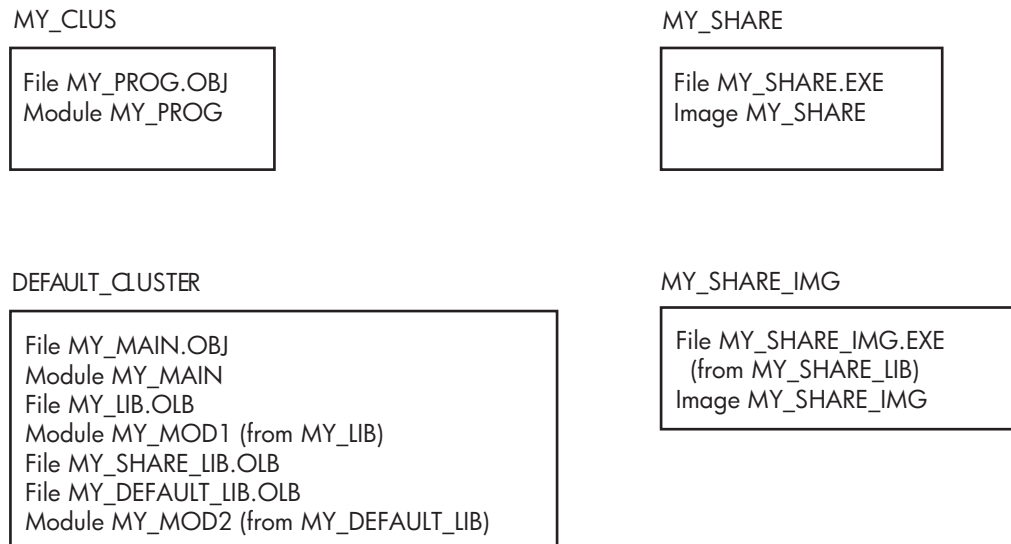 MY_CLUS
File MY_PROG.OBJ
Module MY_PROG
MY_SHARE
File MY_SHARE.EXE
Image MY_SHARE
DEFAULT_CLUSTER
File MY_MAIN.OBJ
Module MY_MAIN
File MY_LIB.OLB
Module MY_MOD1 (from MY_LIB)
File MY_SHARE_LIB.OLB
File MY_DEFAULT_LIB.OLB
Module MY_MOD2 (from MY_DEFAULT_LIB)
MY_SHARE_IMG
File MY_SHARE_IMG.EXE
(from MY_SHARE_LIB)
Image MY_SHARE_IMG